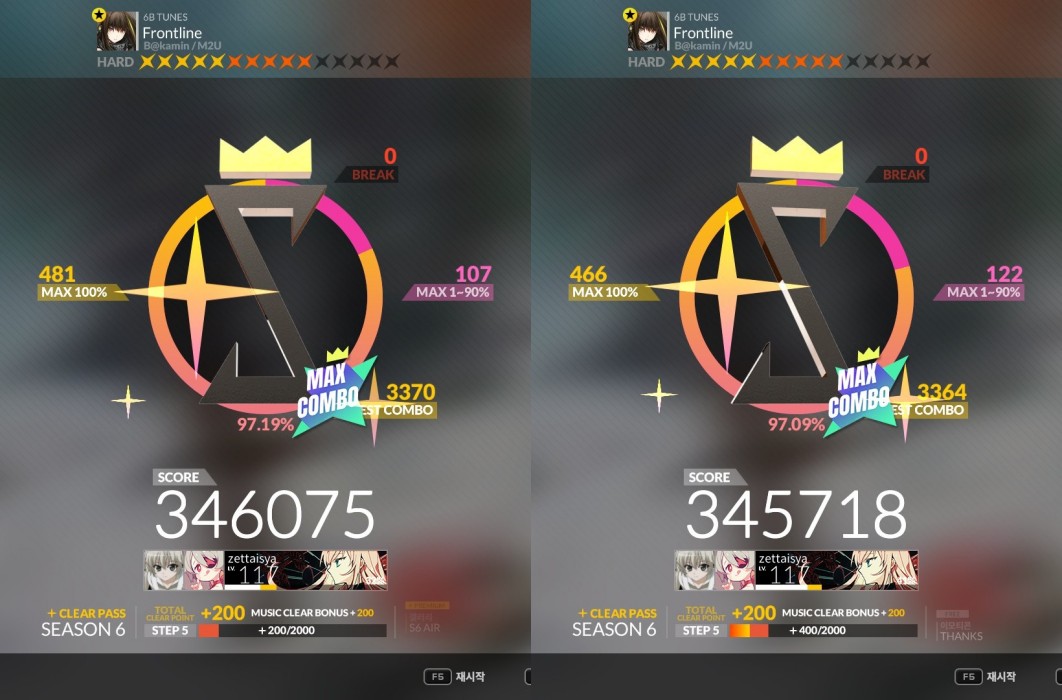 6B TUNES
Frontline
B@kamin / M2U
HARD
0
BREAK
481
MAX 100%
107
MAX 1~90%
MAX COMBO
3370
EST COMBO
97.19%
SCORE
346075
zettaisya
LV. 117
+ CLEAR PASS
SEASON 6
TOTAL
CLEAR POINT
+200
MUSIC CLEAR BONUS + 200
STEP 5
+ 200/2000
S6 AIR
F5 재시작
6B TUNES
Frontline
B@kamin / M2U
HARD
0
BREAK
466
MAX 100%
122
MAX 1~90%
MAX COMBO
3364
EST COMBO
97.09%
SCORE
345718
zettaisya
LV. 117
+ CLEAR PASS
SEASON 6
TOTAL
CLEAR POINT
+200
MUSIC CLEAR BONUS + 200
STEP 5
+ 400/2000
THANKS
F5 재시작